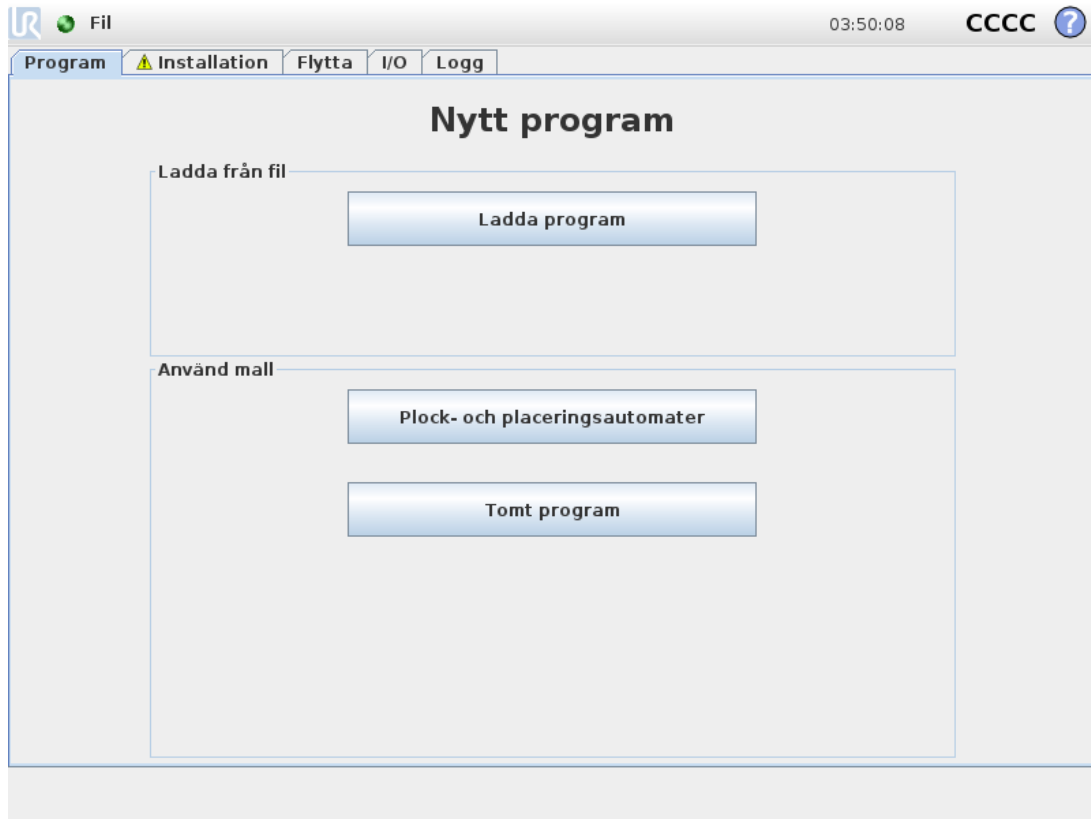 UR Fil 03:50:08 CCCC ?
Program Installation Flytta I/O Logg
Nytt program
Ladda från fil
Ladda program
Använd mall
Plock- och placeringsautomater
Tomt program